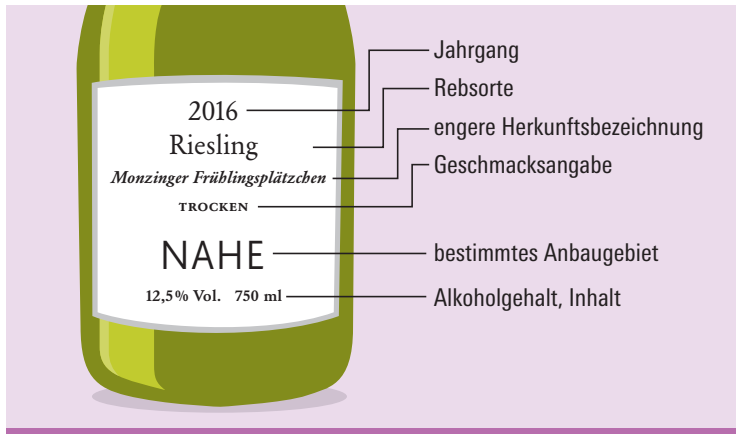 Jahrgang
2016
Rebsorte
Riesling
engere Herkunftsbezeichnung
Monzinger Frühlingsplätzchen
Geschmacksangabe
TROCKEN
bestimmtes Anbaugebiet
NAHE
12,5% Vol. 750 ml
Alkoholgehalt, Inhalt